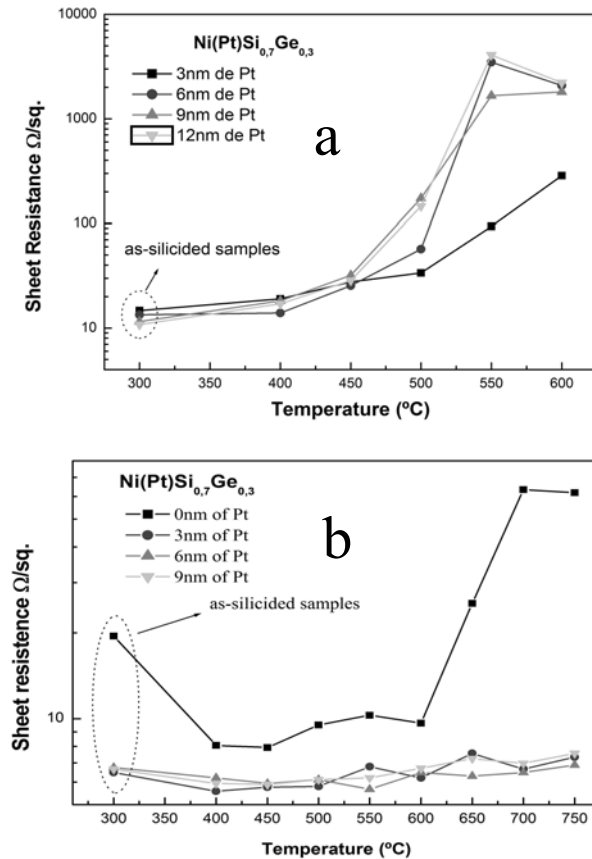 10000
1000
100
10
Sheet Resistance Ω/sq.
Ni(Pt)Si0,7Ge0,3
3nm de Pt
6nm de Pt
9nm de Pt
12nm de Pt
a
as-silicided samples
300 350 400 450 500 550 600
Temperature (ºC)
Ni(Pt)Si0,7Ge0,3
0nm of Pt
3nm of Pt
6nm of Pt
9nm of Pt
b
as-silicided samples
10
Sheet resistence Ω/sq.
300 350 400 450 500 550 600 650 700 750
Temperature (ºC)